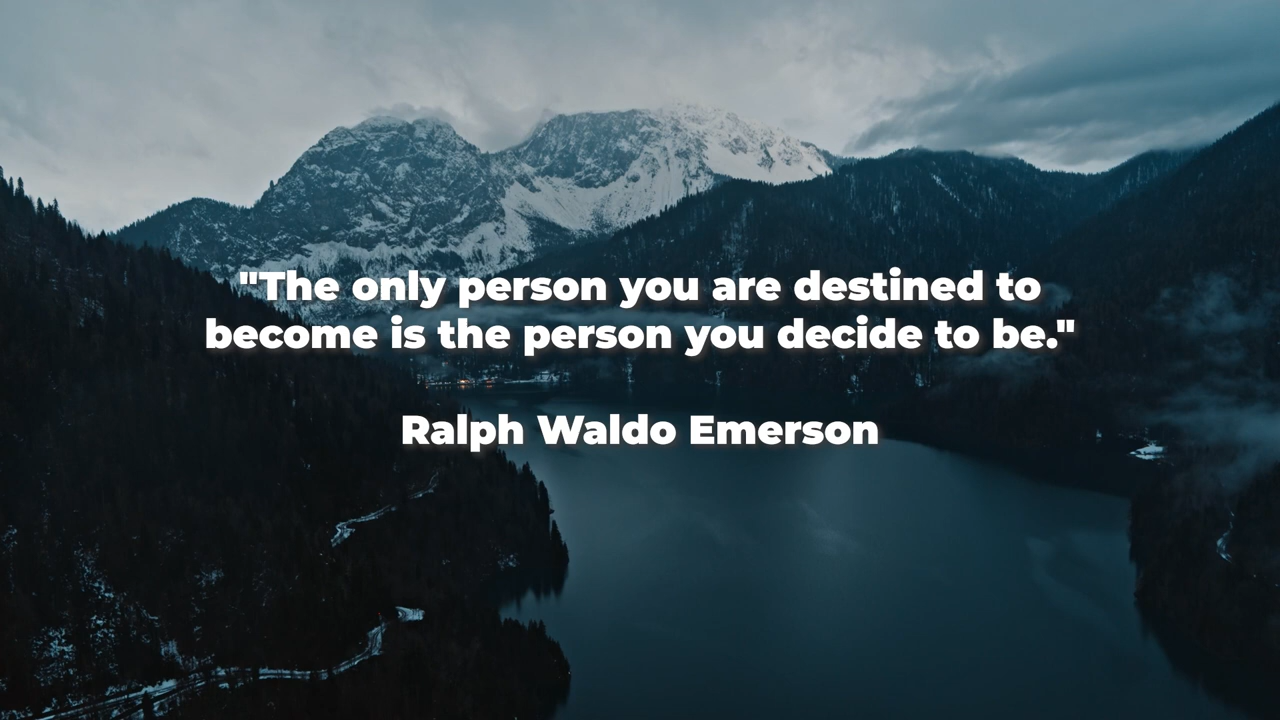 "The only person you are destined to
become is the person you decide to be."
Ralph Waldo Emerson